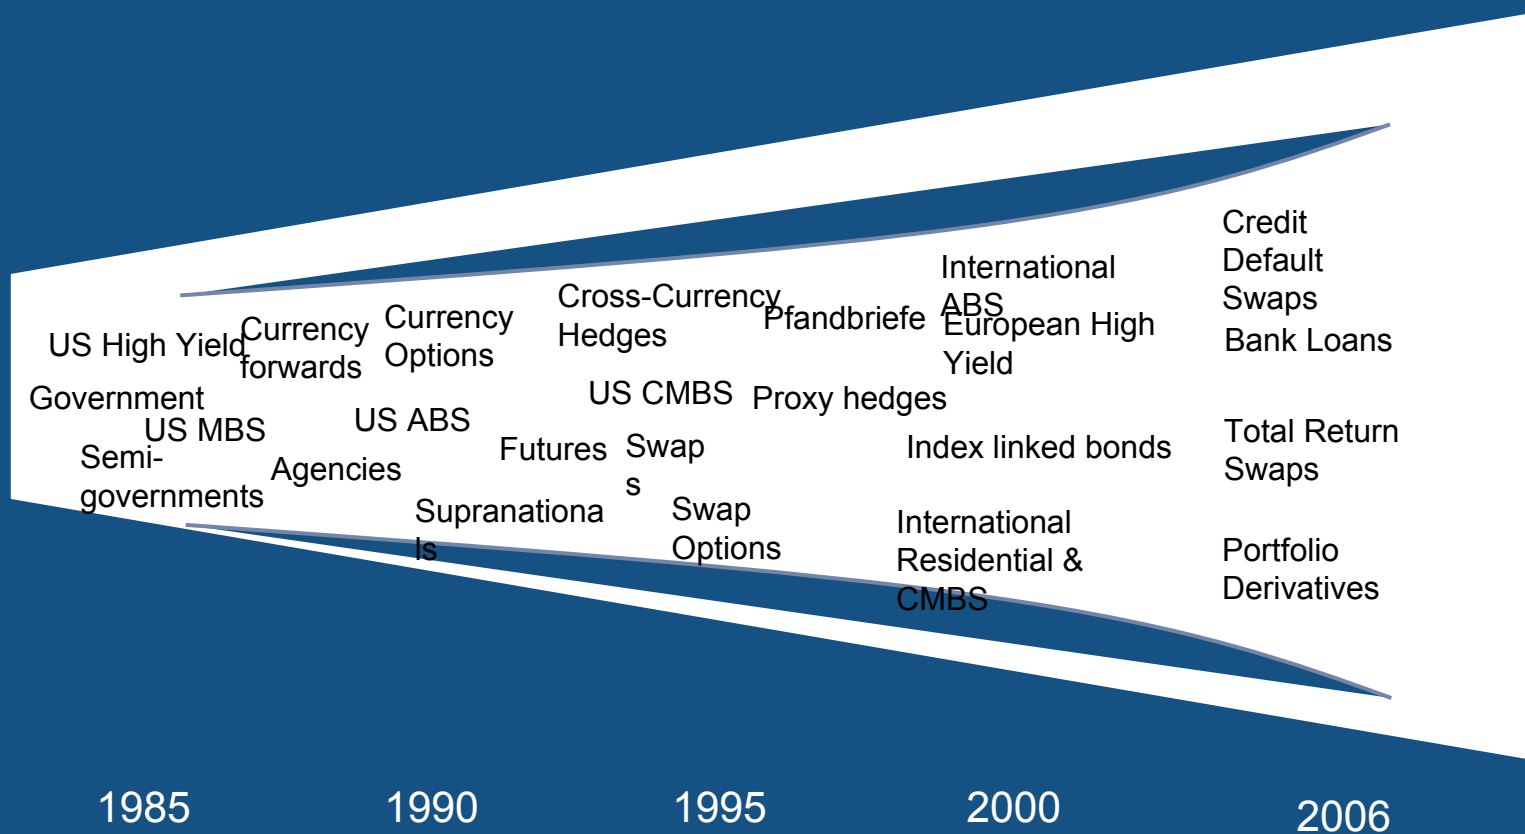 US High Yield
Government
US MBS
Semi-
governments
Currency
forwards
Agencies
Currency
Options
US ABS
Supranationa
ls
Futures
Cross-Currency
Hedges
US CMBS
Swap
s
Swap
Options
Pfandbriefe
Proxy hedges
International
ABS
European High
Yield
Index linked bonds
International
Residential &
CMBS
Credit
Default
Swaps
Bank Loans
Total Return
Swaps
Portfolio
Derivatives
1985
1990
1995
2000
2006